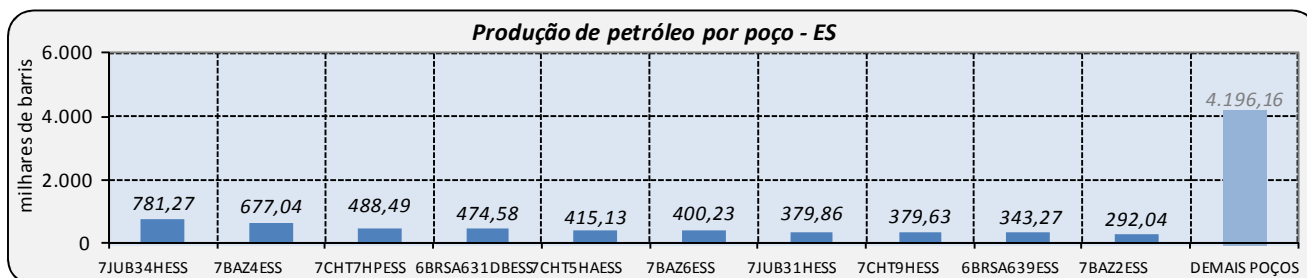 Produção de petróleo por poço - ES
milhares de barris
6.000
4.000
2.000
0
781,27
677,04
488,49
474,58
415,13
400,23
379,86
379,63
343,27
292,04
4.196,16
7JUB34HESS
7BAZ4ESS
7CHT7HPESS
6BRSA631DBESS
7CHT5HAESS
7BAZ6ESS
7JUB31HESS
7CHT9HESS
6BRSA639ESS
7BAZ2ESS
DEMAIS POÇOS